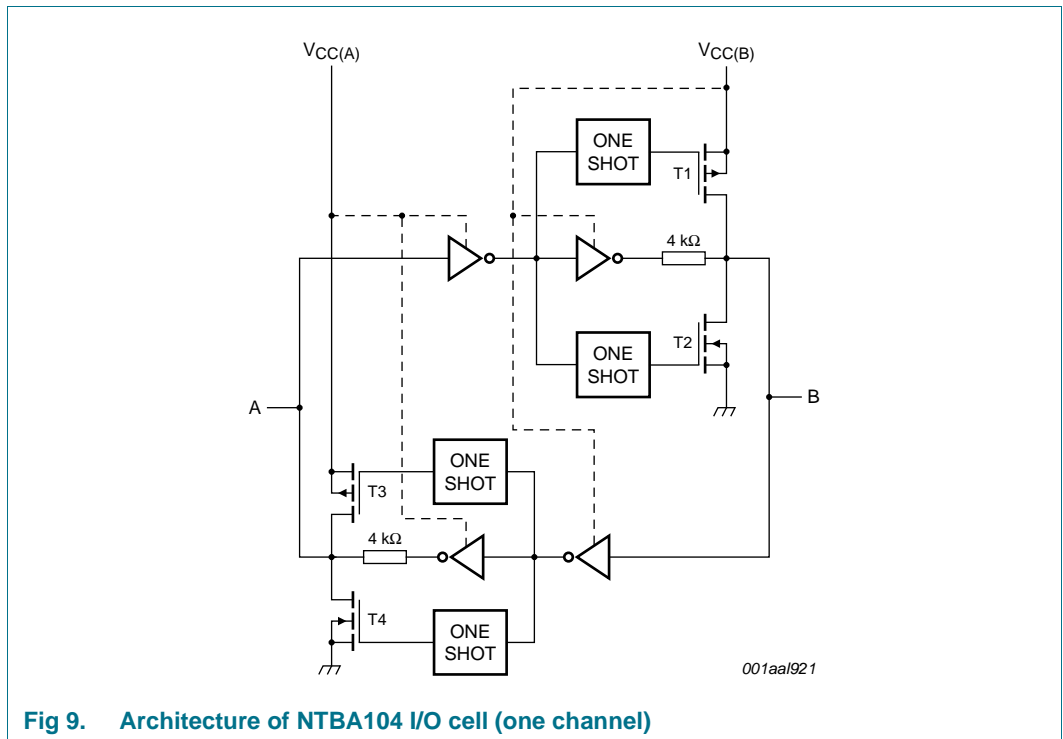 VCC(A)
VCC(B)
ONE
SHOT
T1
4 kΩ
ONE
SHOT
T2
A
B
ONE
SHOT
T3
4 kΩ
T4
ONE
SHOT
001aal921
Fig 9. Architecture of NTBA104 I/O cell (one channel)